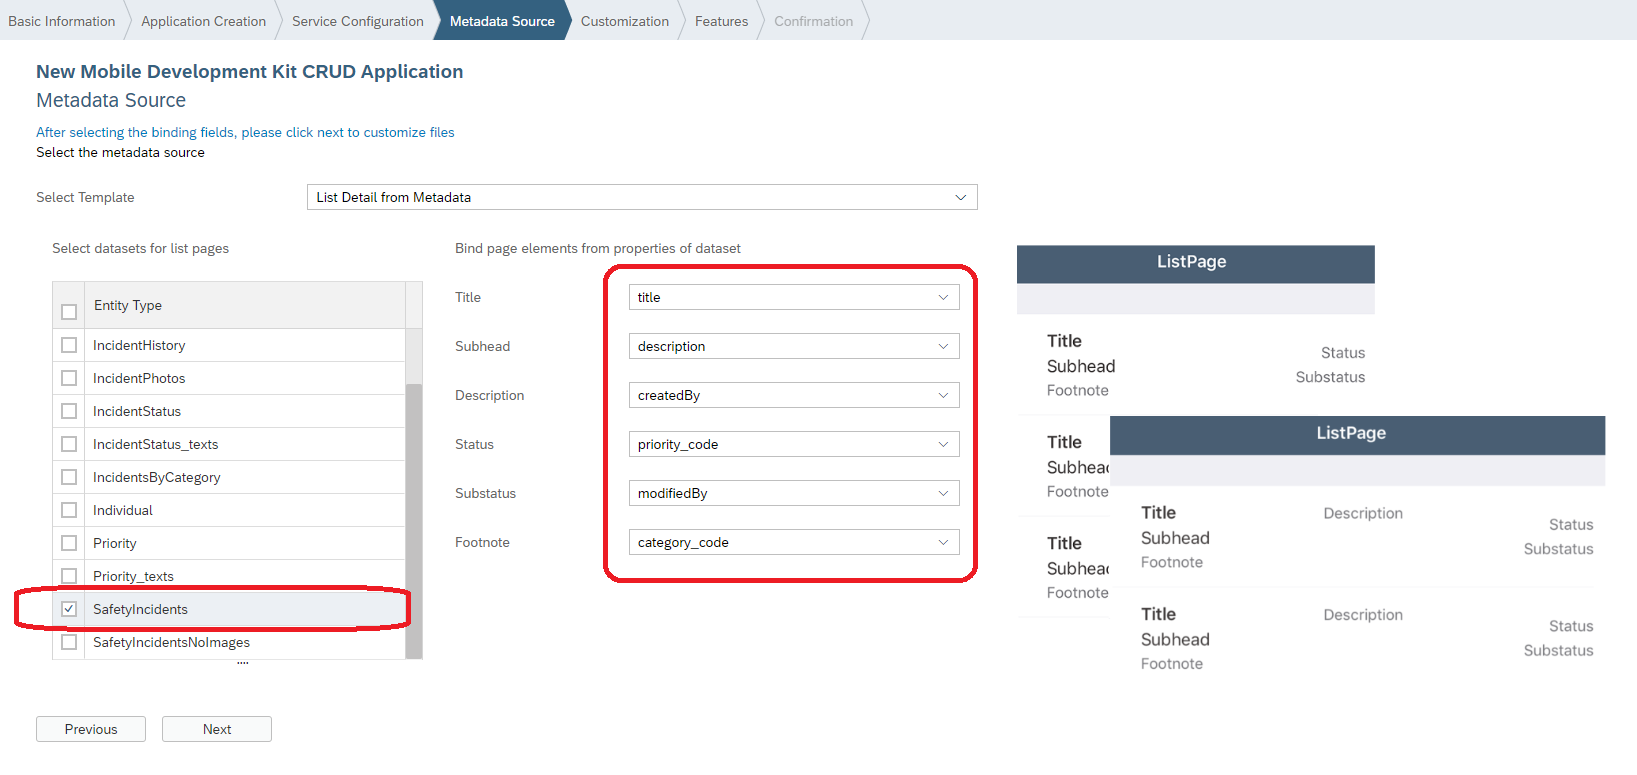 Basic Information Application Creation Service Configuration Metadata Source Customization Features Confirmation
New Mobile Development Kit CRUD Application
Metadata Source
After selecting the binding fields, please click next to customize files
Select the metadata source
Select Template List Detail from Metadata
Select datasets for list pages
Entity Type
IncidentHistory
IncidentPhotos
IncidentStatus
IncidentStatus_texts
IncidentsByCategory
Individual
Priority
Priority_texts
SafetyIncidents
SafetyIncidentsNoImages
....
Bind page elements from properties of dataset
Title title
Subhead description
Description createdBy
Status priority_code
Substatus modifiedBy
Footnote category_code
ListPage
Title
Subhead
Footnote
Status
Substatus
Title
Subhead
Footnote
Title
Subhead
Footnote
ListPage
Title
Subhead
Footnote
Description
Status
Substatus
Title
Subhead
Footnote
Description
Status
Substatus
Previous Next